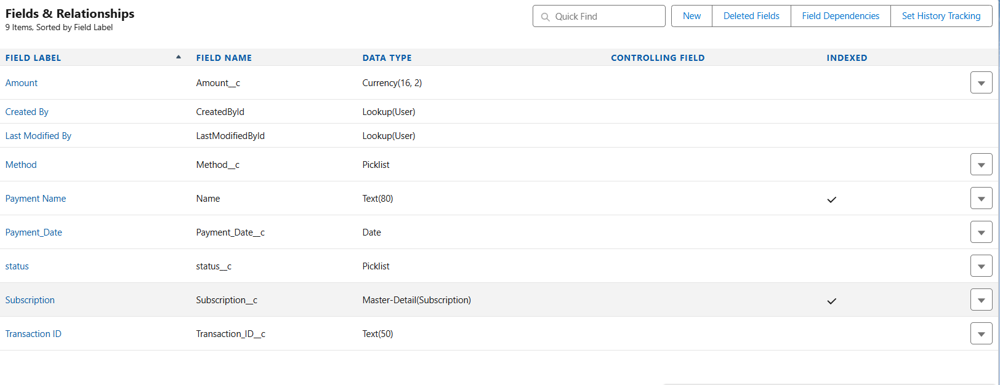 Fields & Relationships
9 Items, Sorted by Field Label
Quick Find
New Deleted Fields Field Dependencies Set History Tracking
FIELD LABEL FIELD NAME DATA TYPE CONTROLLING FIELD INDEXED
Amount Amount__c Currency(16, 2)
Created By CreatedById Lookup(User)
Last Modified By LastModifiedById Lookup(User)
Method Method__c Picklist
Payment Name Name Text(80)
Payment_Date Payment_Date__c Date
status status__c Picklist
Subscription Subscription__c Master-Detail(Subscription)
Transaction ID Transaction_ID__c Text(50)